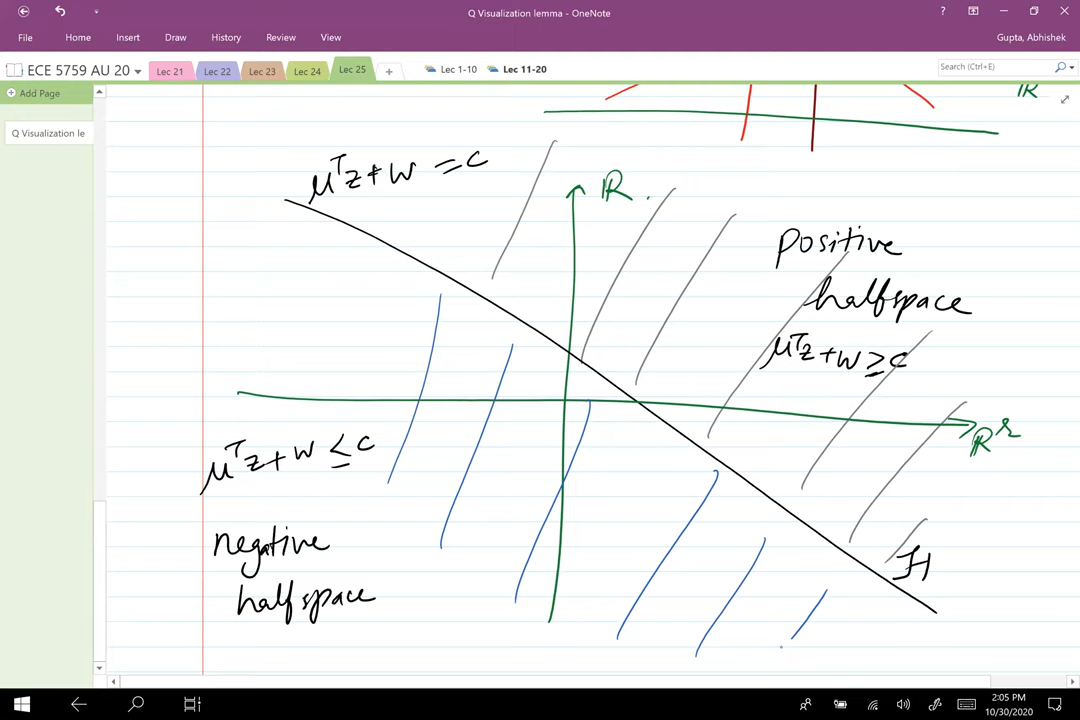 Q Visualization lemma - OneNote
?
File Home Insert Draw History Review View
Gupta, Abhishek
ECE 5759 AU 20
Lec 21 Lec 22 Lec 23 Lec 24 Lec 25 +
Lec 1-10 Lec 11-20
Search (Ctrl+E)
Add Page
Q Visualization le
ℝ
μᵀz + w = c
ℝ.
positive
halfspace
μᵀz + w ≥ c
ℝʳ
μᵀz + w ≤ c
negative
halfspace
H
2:05 PM
10/30/2020